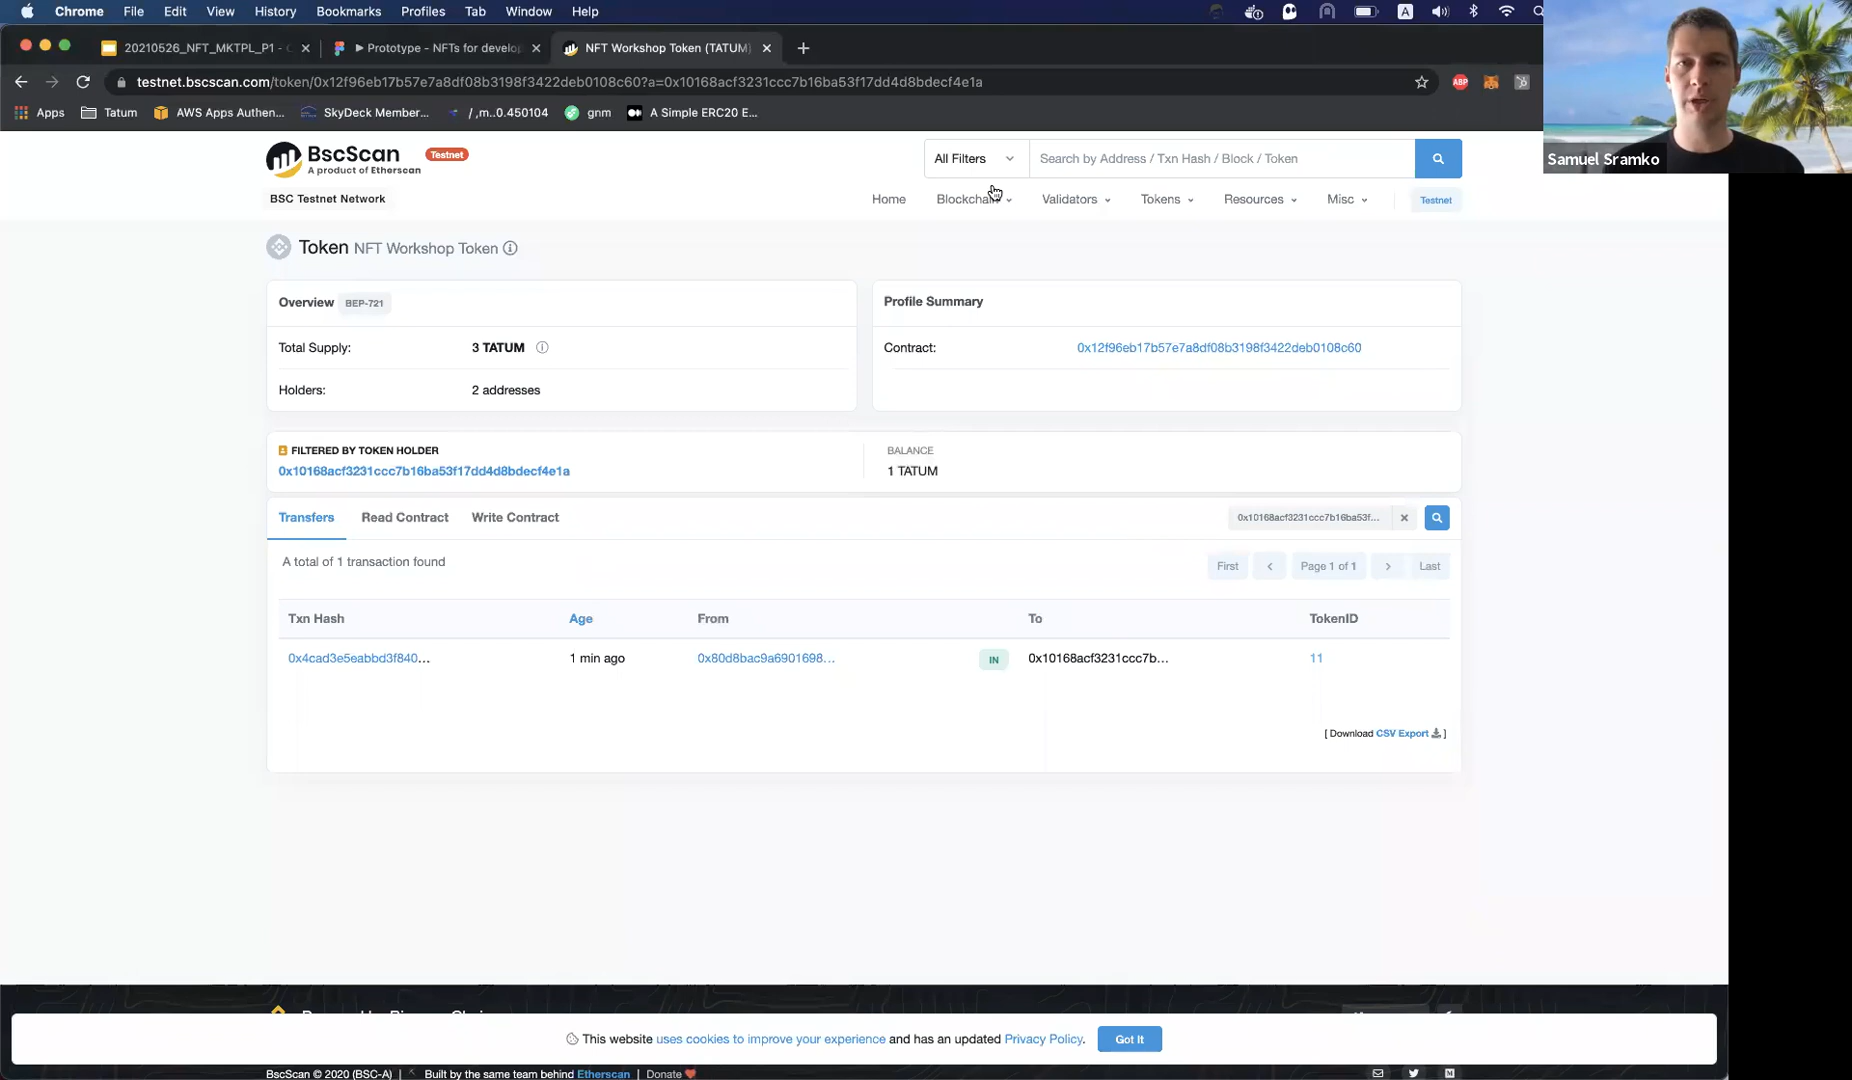 Chrome File Edit View History Bookmarks Profiles Tab Window Help
20210526_NFT_MKTPL_P1 - Prototype - NFTs for develo NFT Workshop Token (TATUM)
testnet.bscscan.com/token/0x12f96eb17b57e7a8df08b3198f3422deb0108c60?a=0x10168acf3231ccc7b16ba53f17dd4d8bdecf4e1a
ABP
Apps Tatum AWS Apps Authen... SkyDeck Member... /,m..0.450104 gnm A Simple ERC20 E...
Samuel Sramko
BscScan Testnet
A product of Etherscan
All Filters Search by Address / Txn Hash / Block / Token
BSC Testnet Network
Home Blockchain Validators Tokens Resources Misc Testnet
Token NFT Workshop Token
Overview BEP-721
Total Supply: 3 TATUM
Holders: 2 addresses
Profile Summary
Contract: 0x12f96eb17b57e7a8df08b3198f3422deb0108c60
FILTERED BY TOKEN HOLDER
0x10168acf3231ccc7b16ba53f17dd4d8bdecf4e1a
BALANCE
1 TATUM
Transfers Read Contract Write Contract
0x10168acf3231ccc7b16ba53f...
A total of 1 transaction found
First Page 1 of 1 Last
Txn Hash Age From To TokenID
0x4cad3e5eabbd3f840... 1 min ago 0x80d8bac9a6901698... IN 0x10168acf3231ccc7b... 11
[ Download CSV Export ]
This website uses cookies to improve your experience and has an updated Privacy Policy. Got It
BscScan © 2020 (BSC-A) | Built by the same team behind Etherscan | Donate